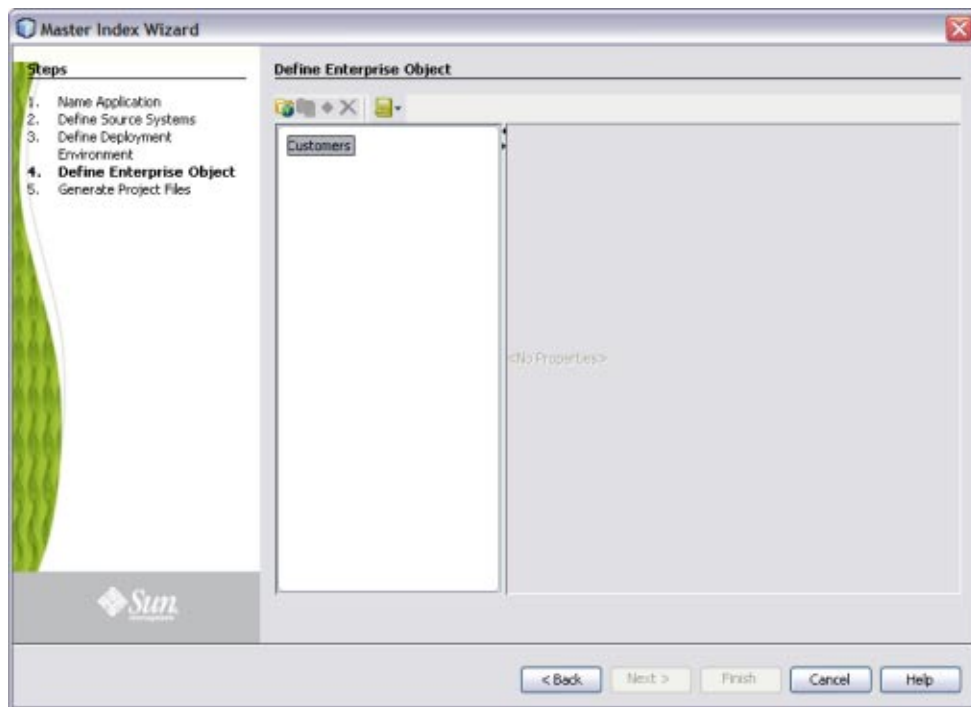 Master Index Wizard
Steps
1. Name Application
2. Define Source Systems
3. Define Deployment
Environment
4. Define Enterprise Object
5. Generate Project Files
Define Enterprise Object
Customers
<No Properties>
Sun
< Back
Next >
Finish
Cancel
Help